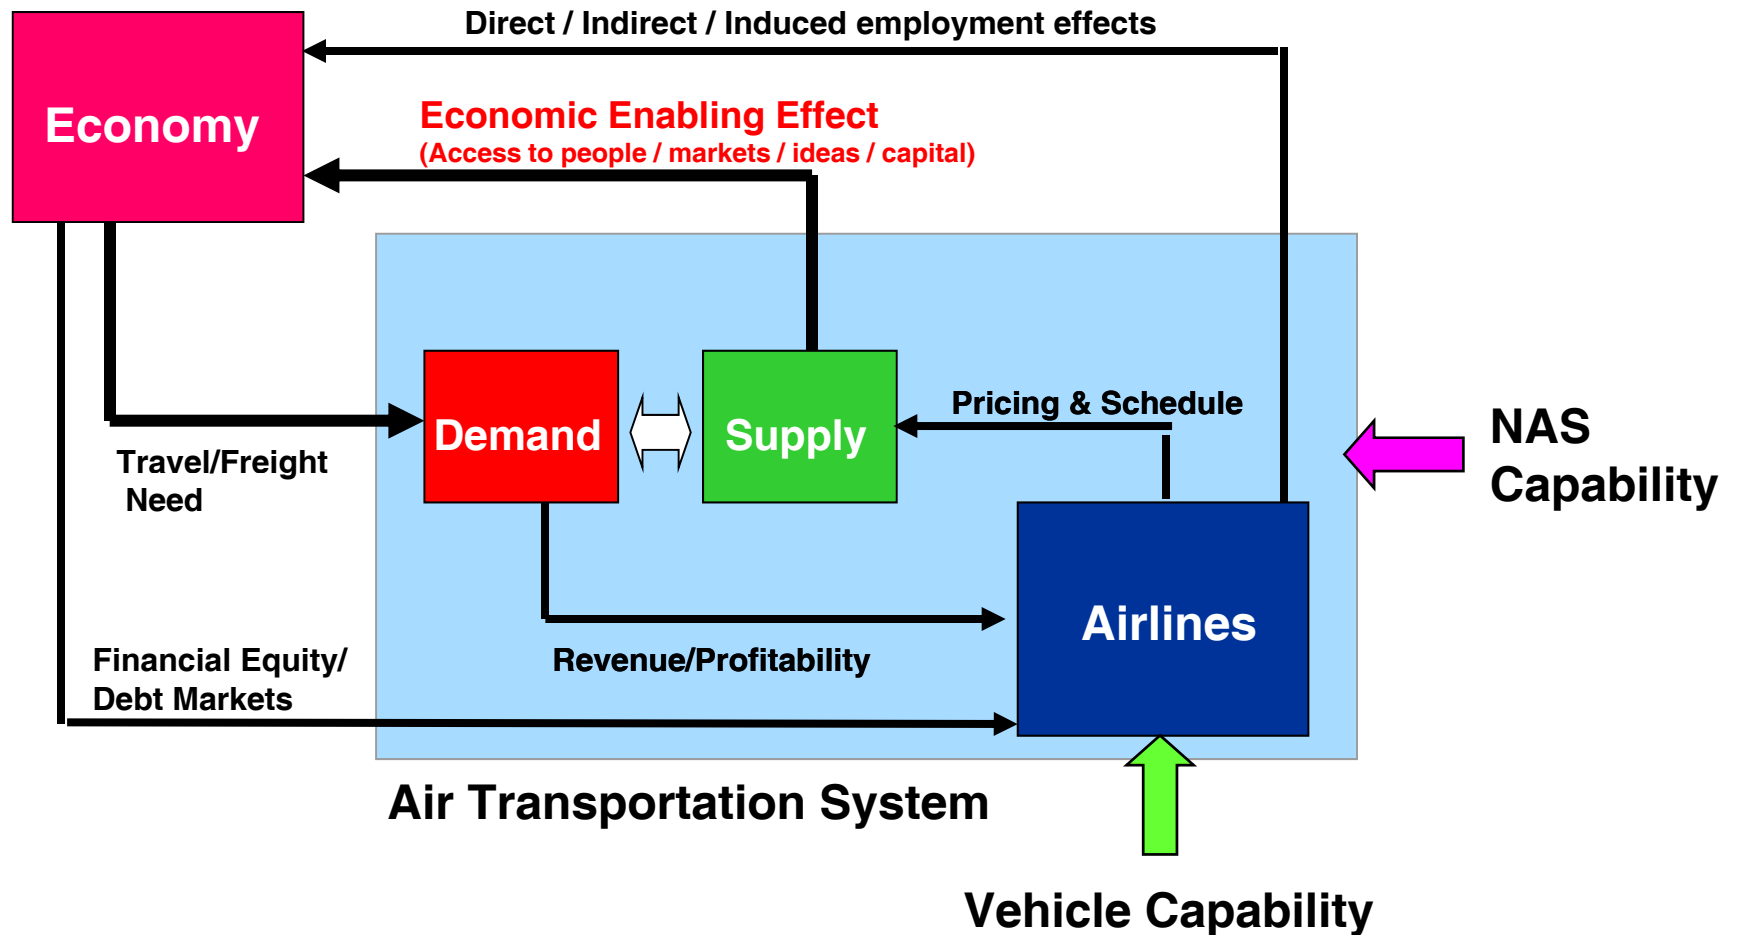 Direct / Indirect / Induced employment effects
Economy
Economic Enabling Effect
(Access to people / markets / ideas / capital)
Demand
Supply
Pricing & Schedule
NAS
Capability
Travel/Freight
Need
Airlines
Financial Equity/
Debt Markets
Revenue/Profitability
Air Transportation System
Vehicle Capability